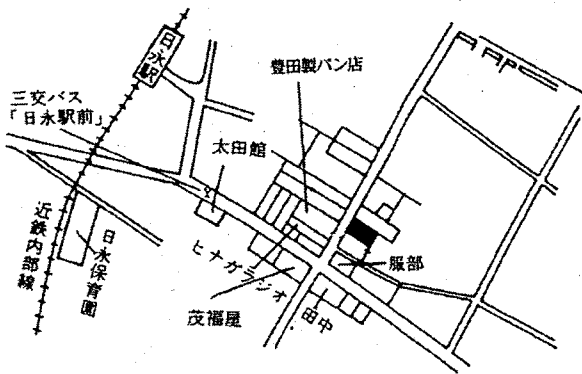 日永駅
三交バス
「日永駅前」
豊田製パン店
太田館
近鉄内部線
日永保育園
ヒナガラジオ
茂福屋
田中
服部